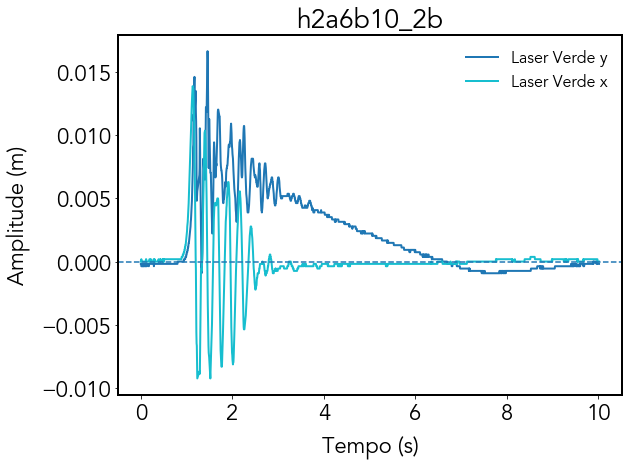 h2a6b10_2b
Laser Verde y
Laser Verde x
Amplitude (m)
0.015
0.010
0.005
0.000
−0.005
−0.010
0 2 4 6 8 10
Tempo (s)